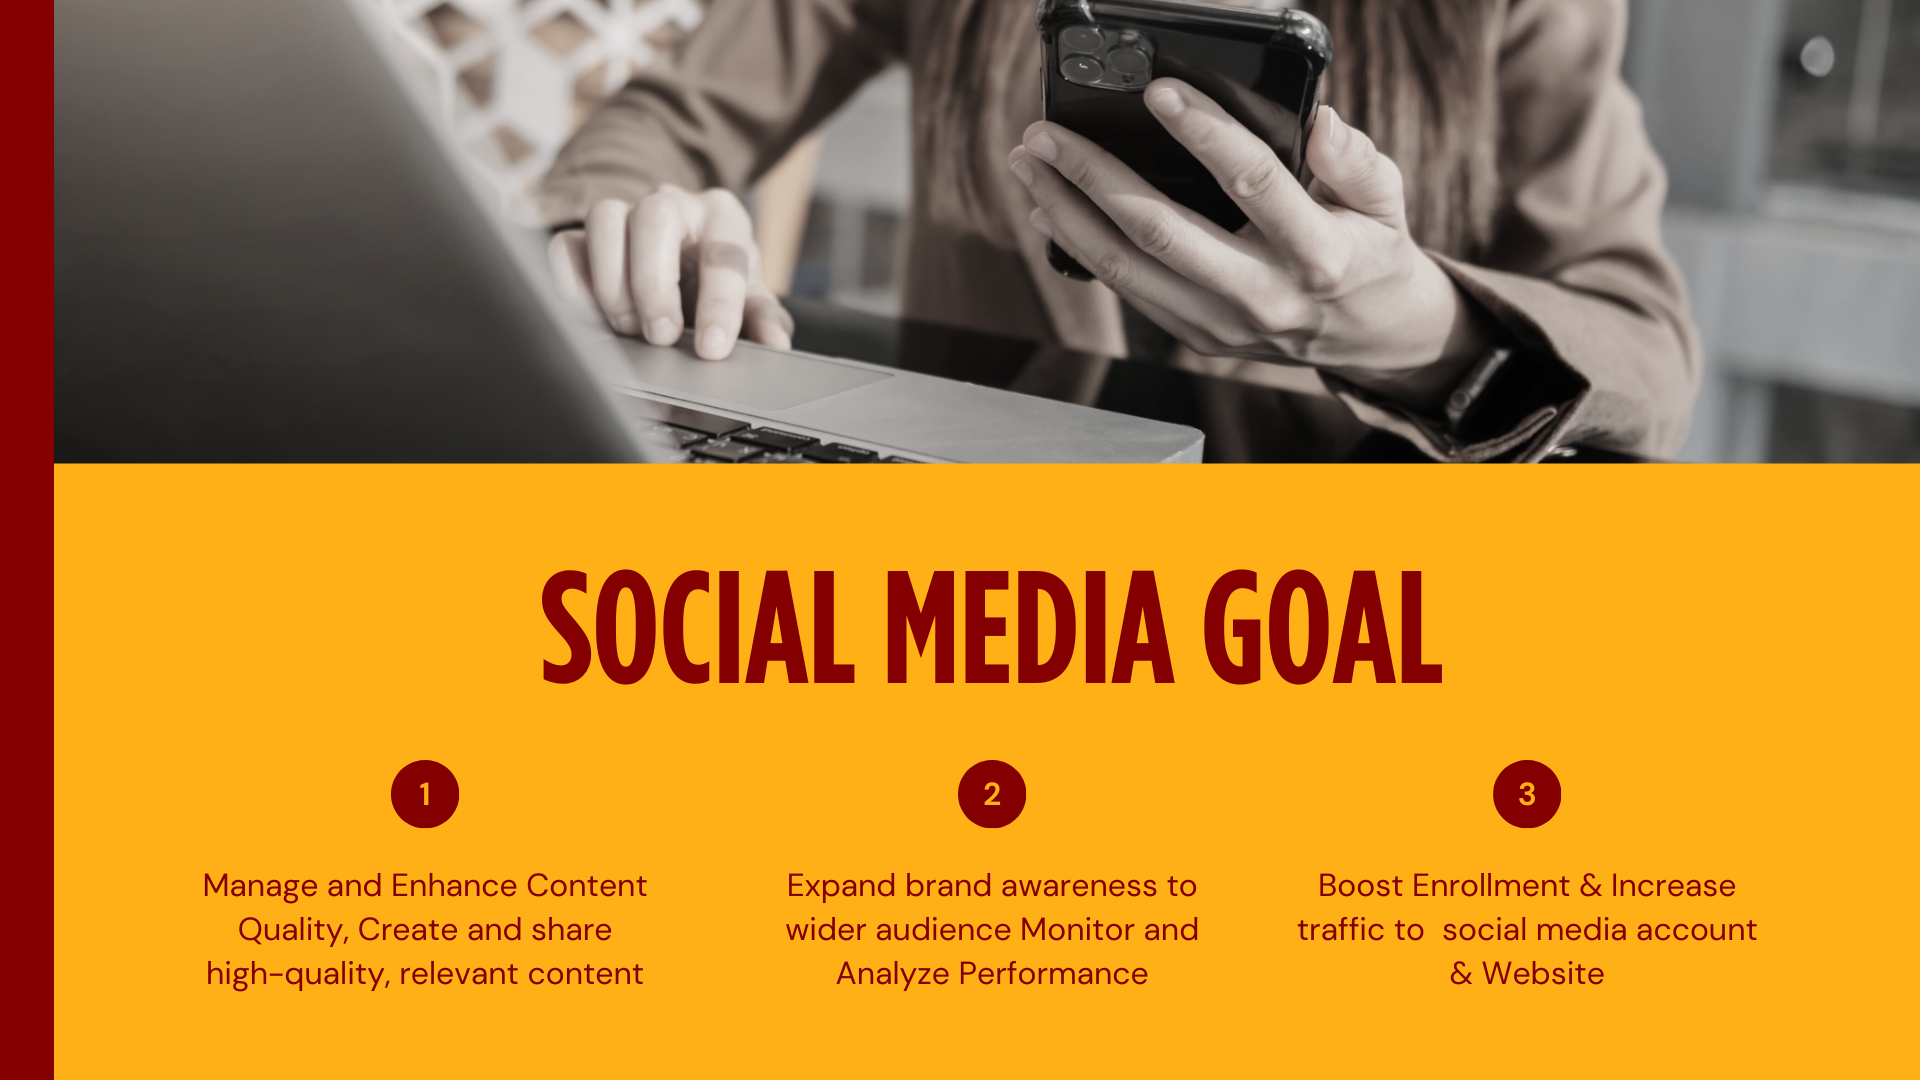 SOCIAL MEDIA GOAL
1
Manage and Enhance Content
Quality, Create and share
high-quality, relevant content
2
Expand brand awareness to
wider audience Monitor and
Analyze Performance
3
Boost Enrollment & Increase
traffic to  social media account
& Website